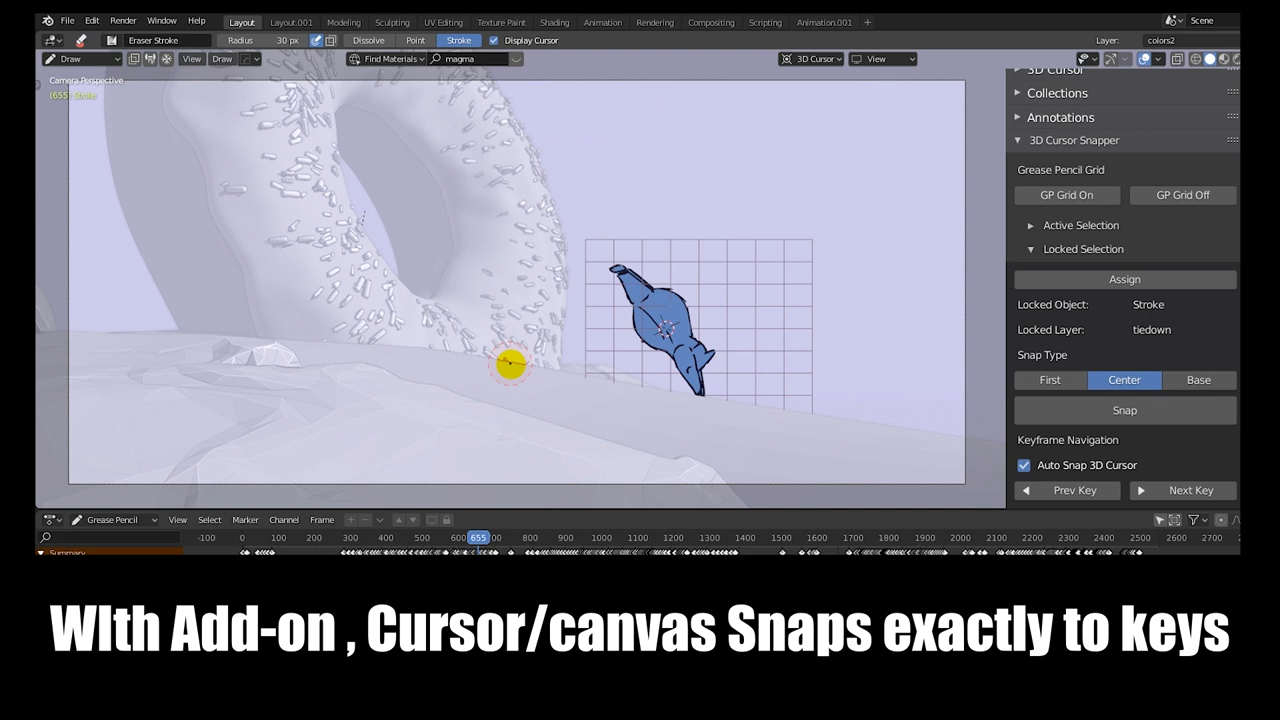 File Edit Render Window Help Layout Layout.001 Modeling Sculpting UV Editing Texture Paint Shading Animation Rendering Compositing Scripting Animation.001 + Scene
Eraser Stroke Radius 30 px Dissolve Point Stroke Display Cursor Layer: colors2
Draw View Draw Find Materials magma 3D Cursor View
Camera Perspective
(655) Stroke
3D Cursor
Collections
Annotations
3D Cursor Snapper
Grease Pencil Grid
GP Grid On GP Grid Off
Active Selection
Locked Selection
Assign
Locked Object: Stroke
Locked Layer: tiedown
Snap Type
First Center Base
Snap
Keyframe Navigation
Auto Snap 3D Cursor
Prev Key Next Key
Grease Pencil View Select Marker Channel Frame
-100 0 100 200 300 400 500 600 655 700 800 900 1000 1100 1200 1300 1400 1500 1600 1700 1800 1900 2000 2100 2200 2300 2400 2500 2600 2700
Summary
WIth Add-on , Cursor/canvas Snaps exactly to keys